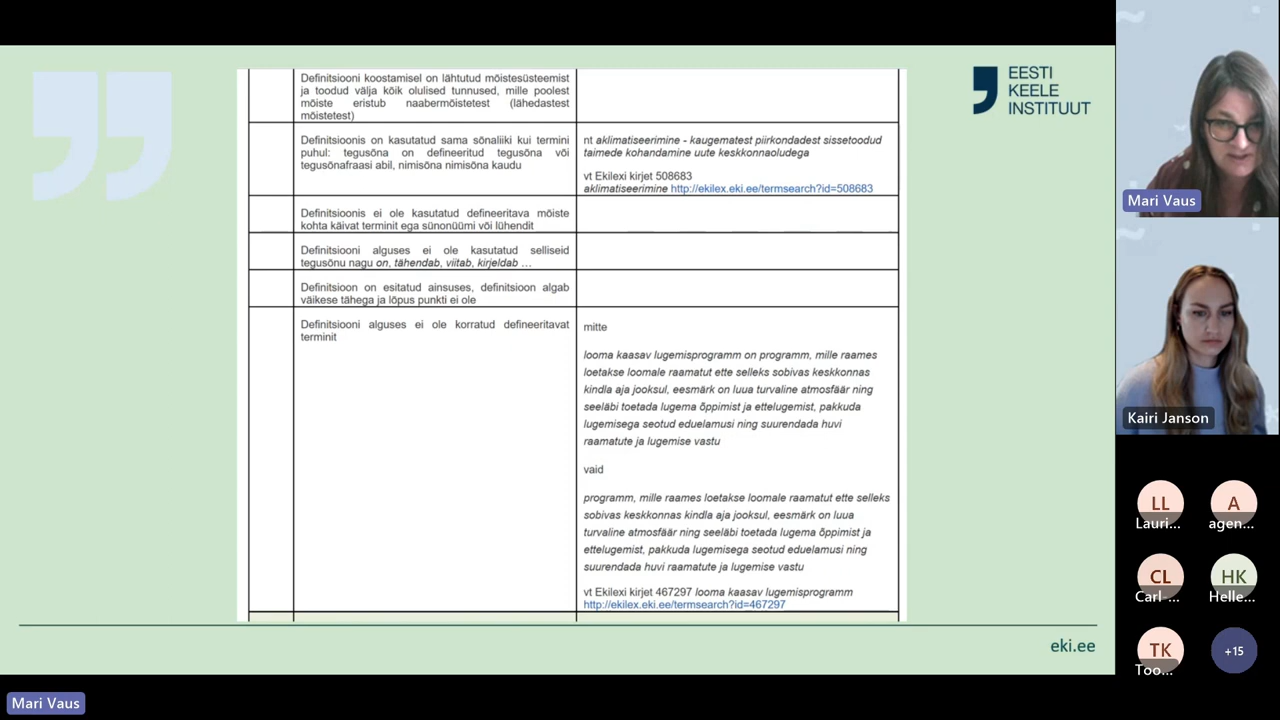 Definitsiooni koostamisel on lähtutud mõistesüsteemist
ja toodud välja kõik olulised tunnused, mille poolest
mõiste eristub naabermõistetest (lähedastest
mõistetest)
Definitsioonis on kasutatud sama sõnaliiki kui termini
puhul: tegusõna on defineeritud tegusõna või
tegusõnafraasi abil, nimisõna nimisõna kaudu
nt aklimatiseerimine - kaugematest piirkondadest sissetoodud
taimede kohandamine uute keskkonnaoludega
vt Ekilexi kirjet 508683
aklimatiseerimine http://ekilex.eki.ee/termsearch?id=508683
Definitsioonis ei ole kasutatud defineeritava mõiste
kohta käivat terminit ega sünonüümi või lühendit
Definitsiooni alguses ei ole kasutatud selliseid
tegusõnu nagu on, tähendab, viitab, kirjeldab ...
Definitsioon on esitatud ainsuses, definitsioon algab
väikese tähega ja lõpus punkti ei ole
Definitsiooni alguses ei ole korratud defineeritavat
terminit
mitte
looma kaasav lugemisprogramm on programm, mille raames
loetakse loomale raamatut ette selleks sobivas keskkonnas
kindla aja jooksul, eesmärk on luua turvaline atmosfäär ning
seeläbi toetada lugema õppimist ja ettelugemist, pakkuda
lugemisega seotud eduelamusi ning suurendada huvi
raamatute ja lugemise vastu
vaid
programm, mille raames loetakse loomale raamatut ette selleks
sobivas keskkonnas kindla aja jooksul, eesmärk on luua
turvaline atmosfäär ning seeläbi toetada lugema õppimist ja
ettelugemist, pakkuda lugemisega seotud eduelamusi ning
suurendada huvi raamatute ja lugemise vastu
vt Ekilexi kirjet 467297 looma kaasav lugemisprogramm
http://ekilex.eki.ee/termsearch?id=467297
EESTI
KEELE
INSTITUUT
eki.ee
Mari Vaus
Mari Vaus
Kairi Janson
LL
Lauri...
A
agen...
CL
Carl-...
HK
Helle...
TK
Too...
+15